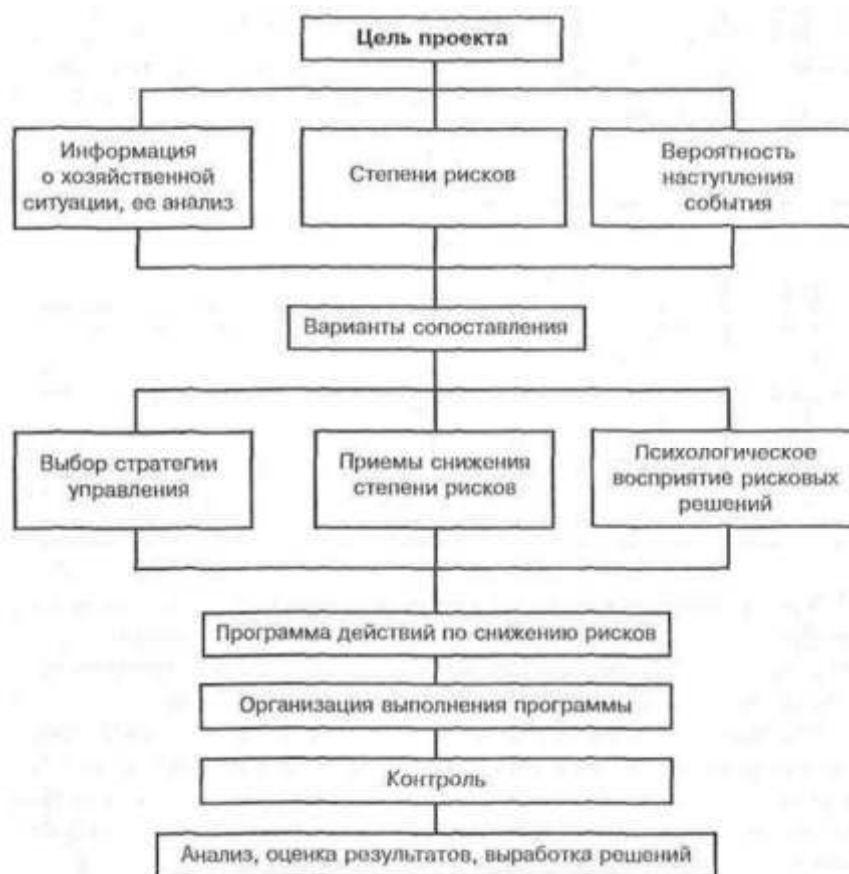 Цель проекта
Информация
о хозяйственной
ситуации, ее анализ
Степени рисков
Вероятность
наступления
события
Варианты сопоставления
Выбор стратегии
управления
Приемы снижения
степени рисков
Психологическое
восприятие рисковых
решений
Программа действий по снижению рисков
Организация выполнения программы
Контроль
Анализ, оценка результатов, выработка решений